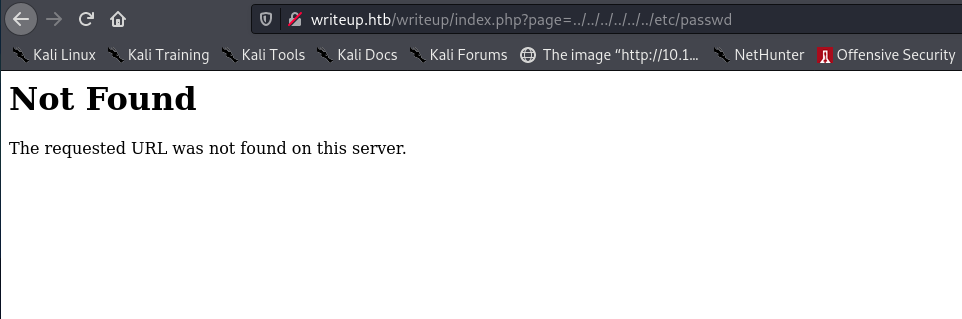 writeup.htb/writeup/index.php?page=../../../../../../etc/passwd
Kali Linux Kali Training Kali Tools Kali Docs Kali Forums The image “http://10.1... NetHunter Offensive Security
Not Found
The requested URL was not found on this server.